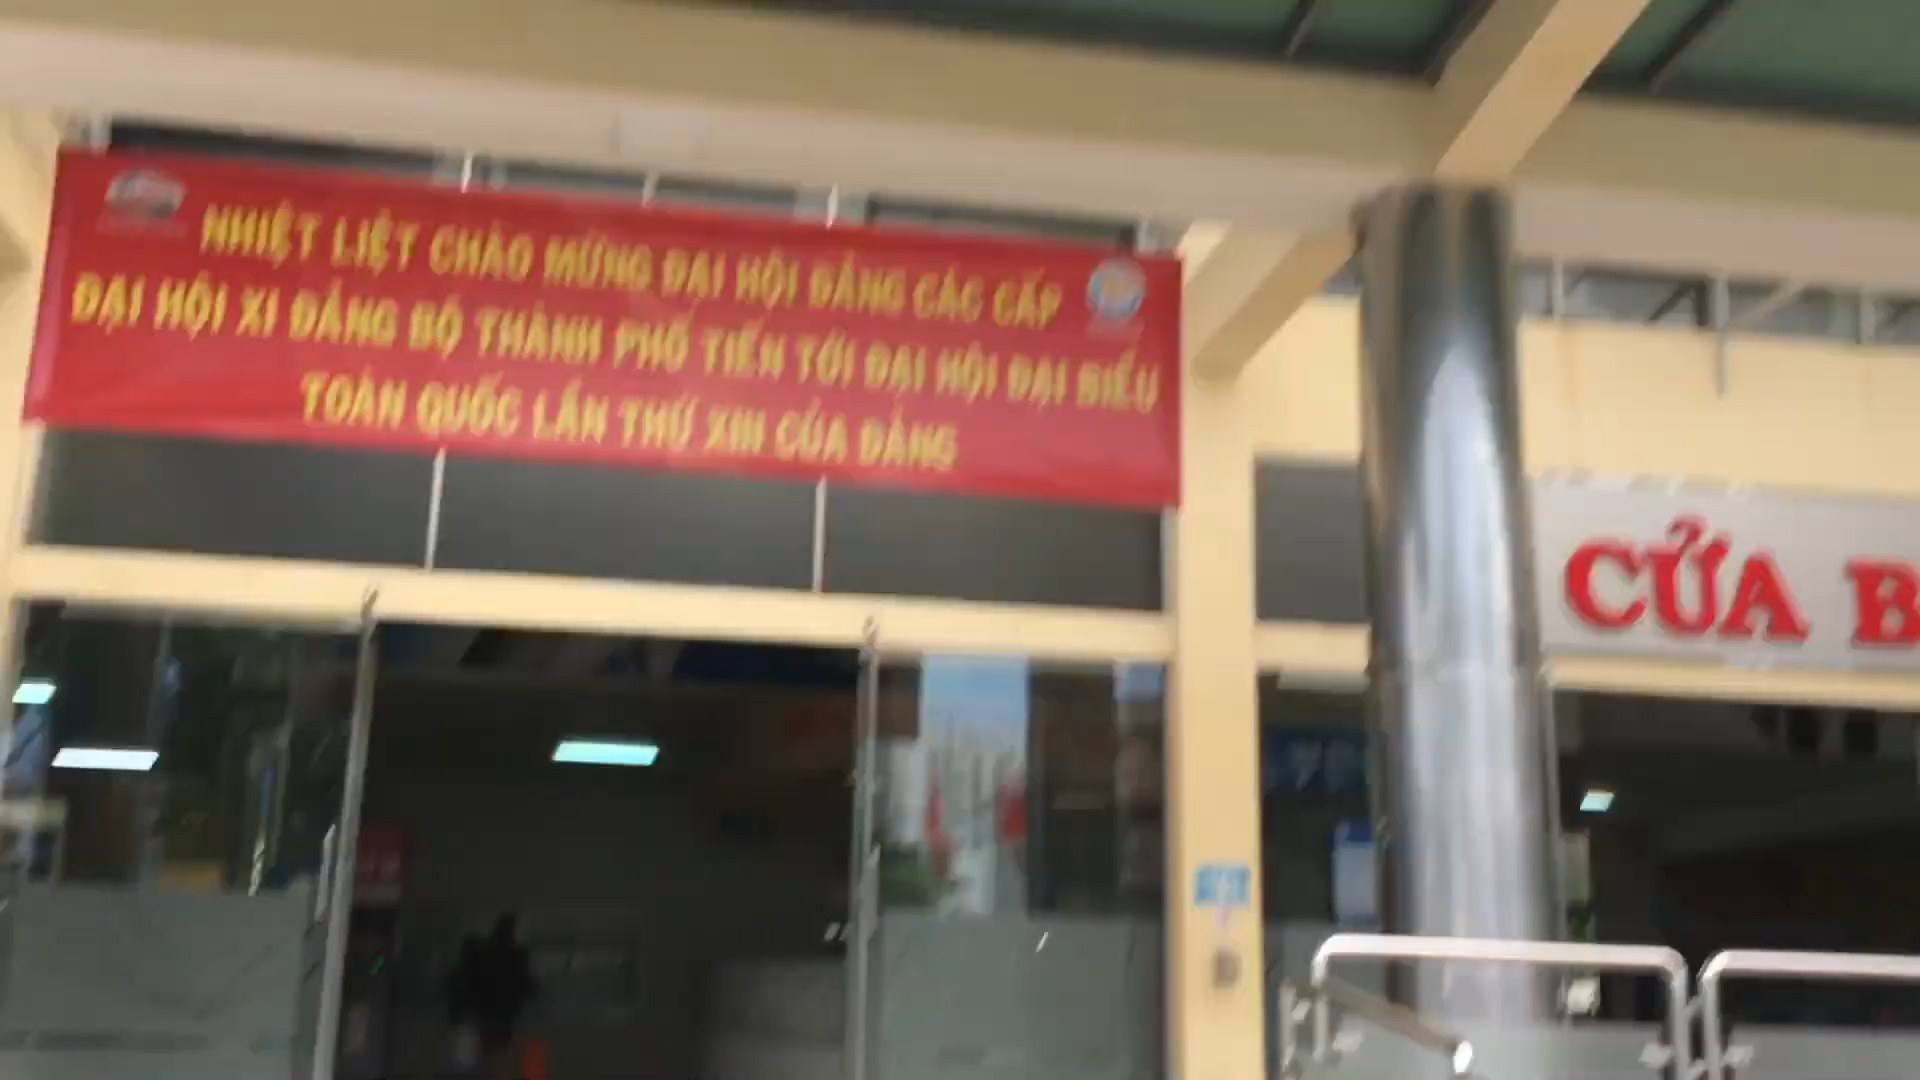 NHIỆT LIỆT CHÀO MỪNG ĐẠI HỘI ĐẢNG CÁC CẤP
ĐẠI HỘI XI ĐẢNG BỘ THÀNH PHỐ TIẾN TỚI ĐẠI HỘI ĐẠI BIỂU
TOÀN QUỐC LẦN THỨ XIII CỦA ĐẢNG
CỬA B